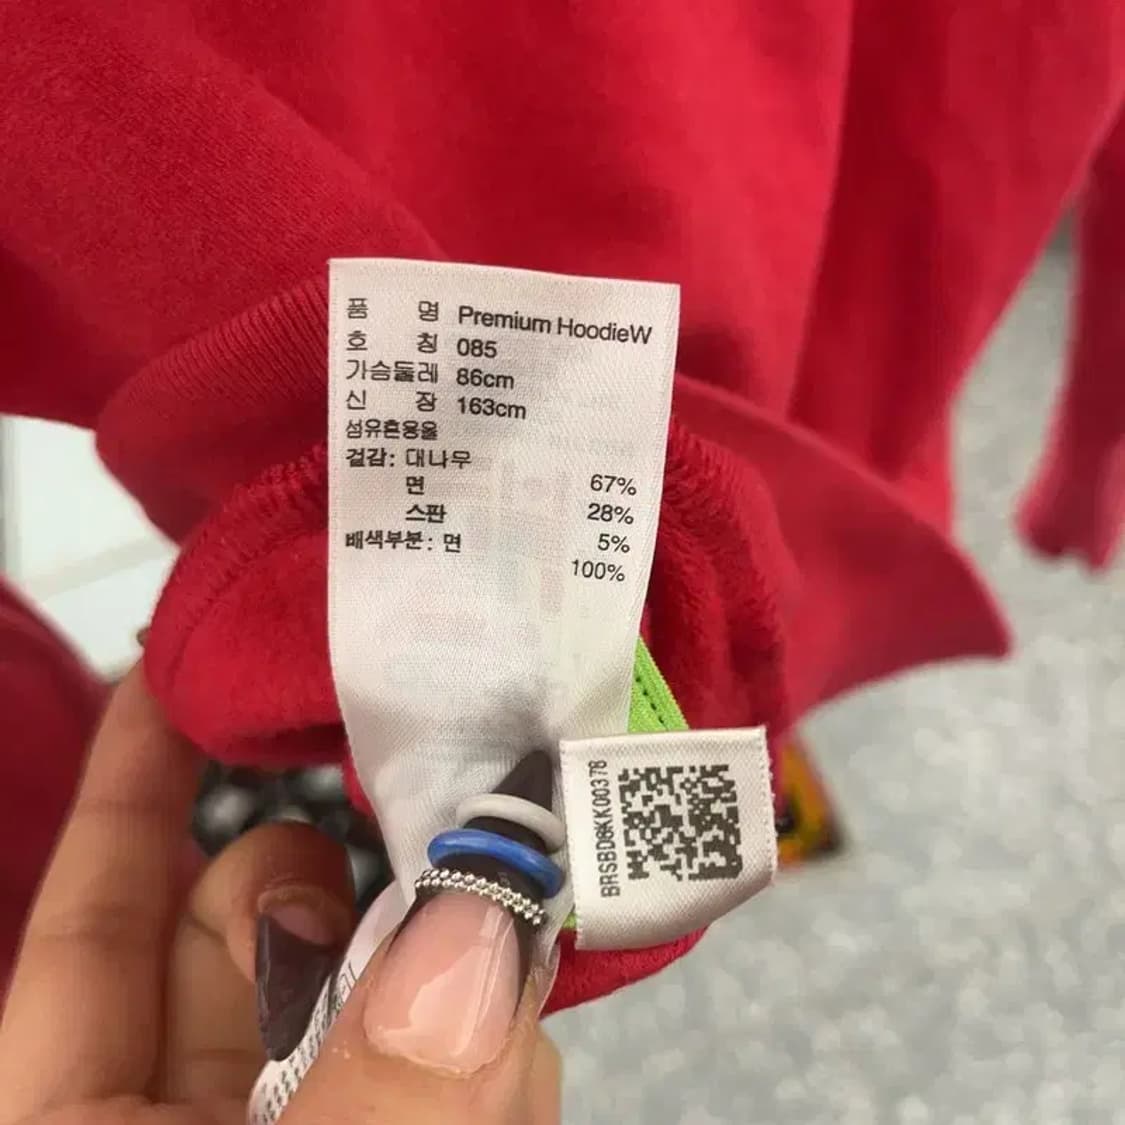 품 명 Premium HoodieW
호 칭 085
가슴둘레 86cm
신 장 163cm
섬유혼용율
겉감: 대나무 67%
면 28%
스판 5%
배색부분: 면 100%
BRSBD8KK00378